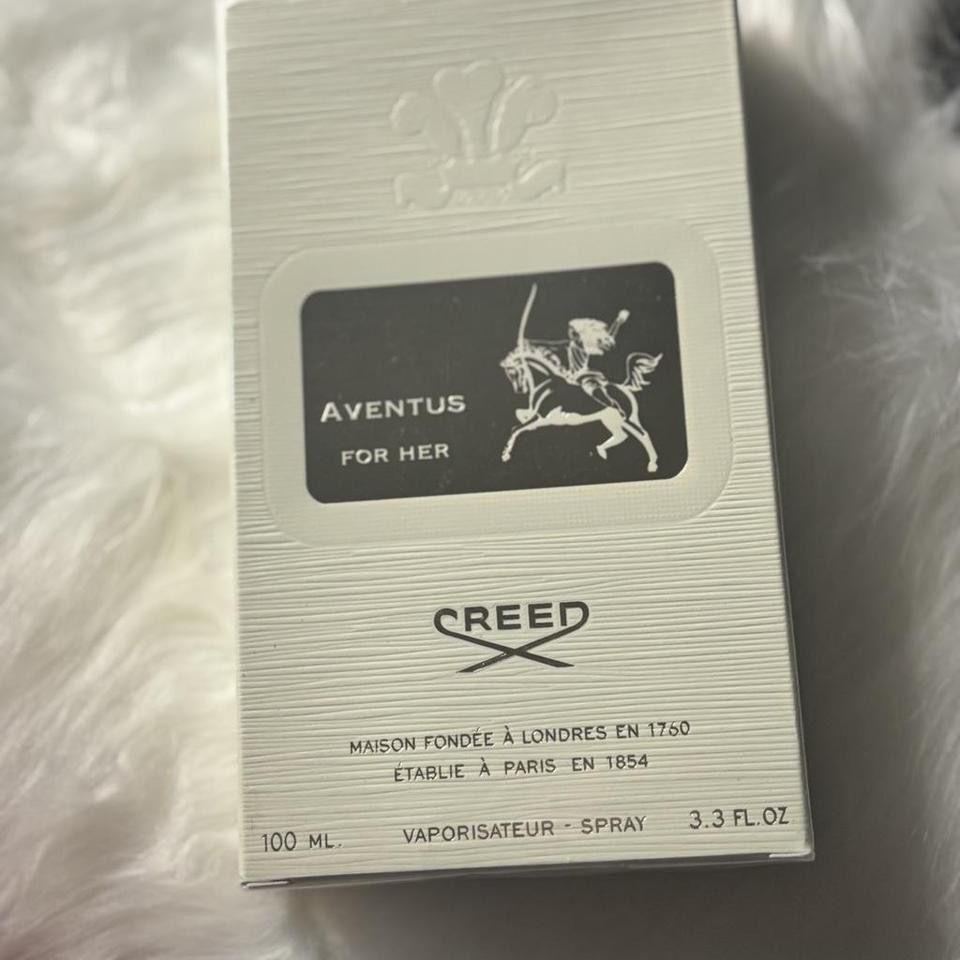 AVENTUS
FOR HER
CREED
MAISON FONDÉE À LONDRES EN 1760
ÉTABLIE À PARIS EN 1854
100 ML. VAPORISATEUR - SPRAY 3.3 FL.OZ